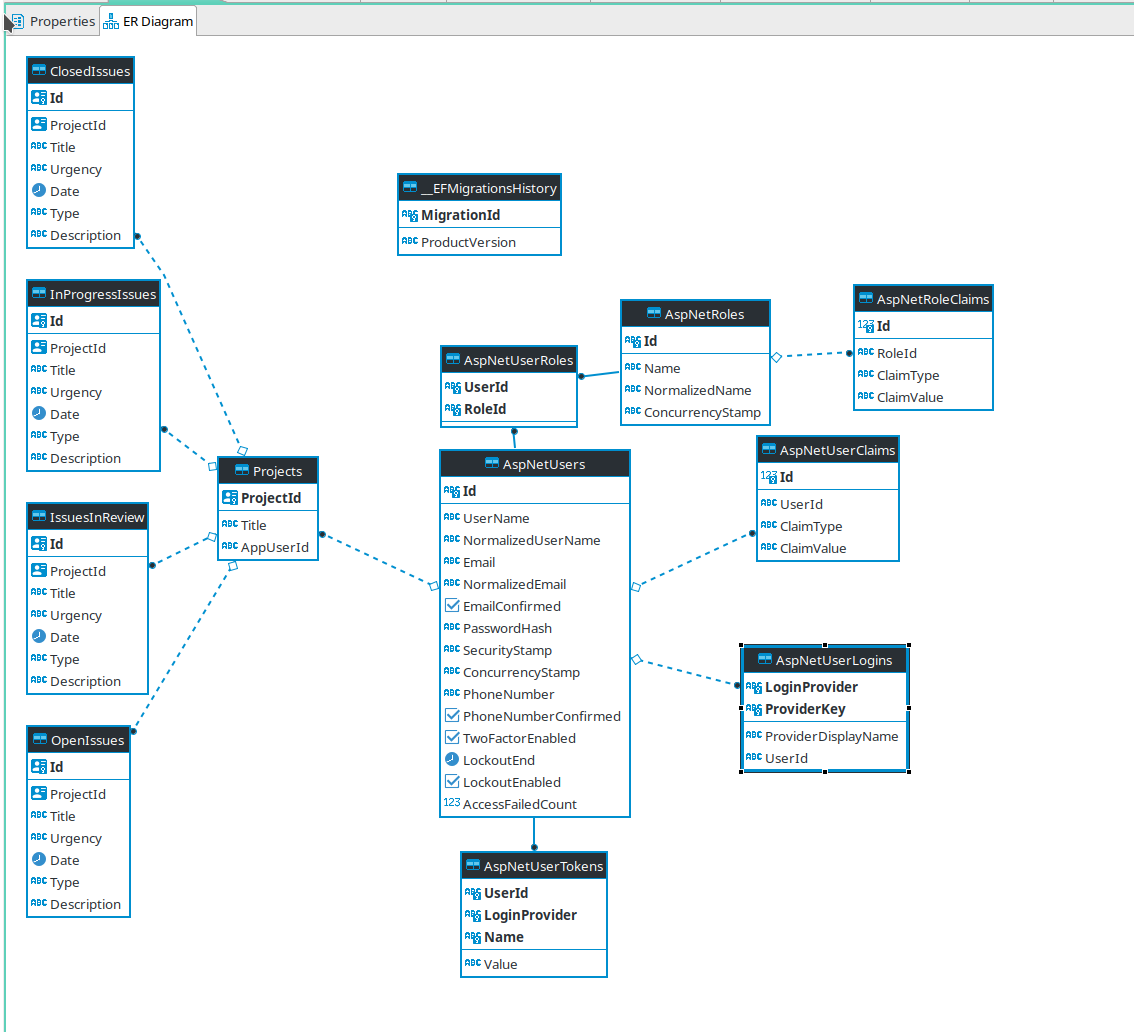 Properties
ER Diagram
ClosedIssues
Id
ProjectId
Title
Urgency
Date
Type
Description
__EFMigrationsHistory
MigrationId
ProductVersion
InProgressIssues
Id
ProjectId
Title
Urgency
Date
Type
Description
AspNetRoles
Id
Name
NormalizedName
ConcurrencyStamp
AspNetRoleClaims
Id
RoleId
ClaimType
ClaimValue
AspNetUserRoles
UserId
RoleId
Projects
ProjectId
Title
AppUserId
AspNetUsers
Id
UserName
NormalizedUserName
Email
NormalizedEmail
EmailConfirmed
PasswordHash
SecurityStamp
ConcurrencyStamp
PhoneNumber
PhoneNumberConfirmed
TwoFactorEnabled
LockoutEnd
LockoutEnabled
AccessFailedCount
AspNetUserClaims
Id
UserId
ClaimType
ClaimValue
IssuesInReview
Id
ProjectId
Title
Urgency
Date
Type
Description
AspNetUserLogins
LoginProvider
ProviderKey
ProviderDisplayName
UserId
OpenIssues
Id
ProjectId
Title
Urgency
Date
Type
Description
AspNetUserTokens
UserId
LoginProvider
Name
Value